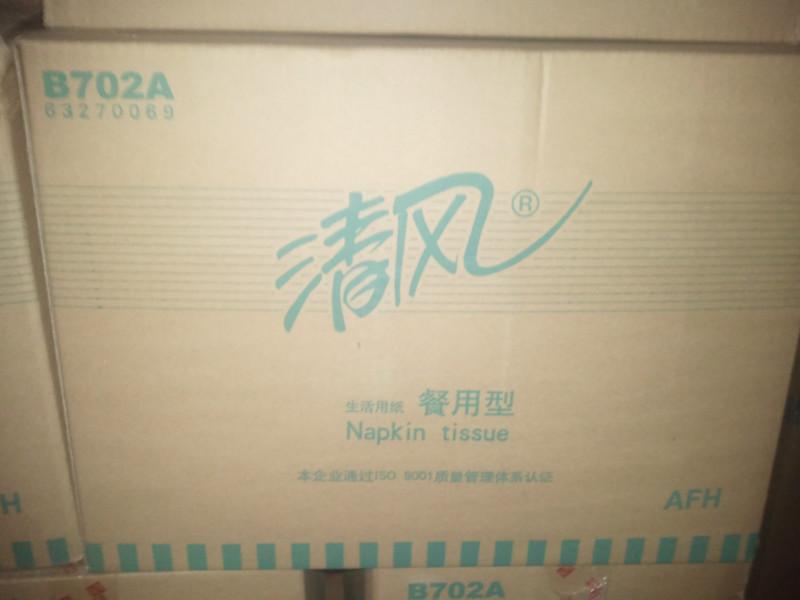 B702A
63270069
清风®
生活用纸 餐用型
Napkin tissue
本企业通过ISO 9001质量管理体系认证
AFH
H
B702A